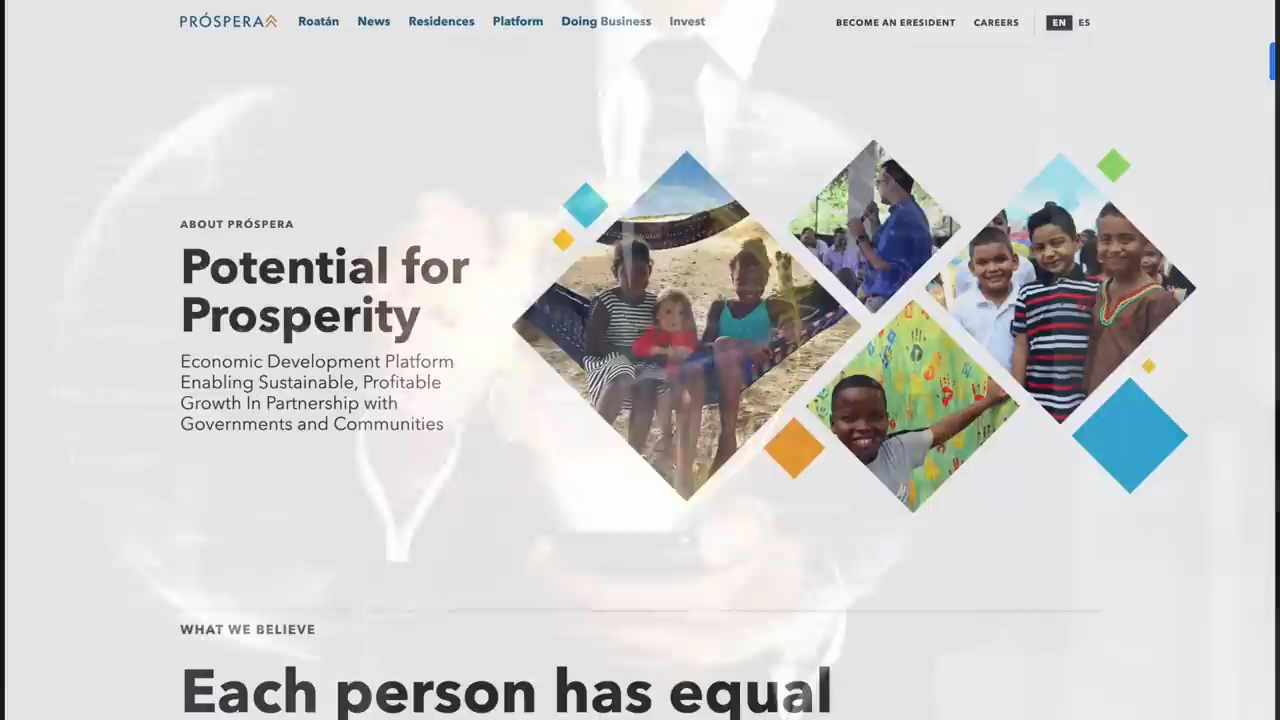 PRÓSPERA
Roatán News Residences Platform Doing Business Invest
BECOME AN ERESIDENT CAREERS EN ES
ABOUT PRÓSPERA
Potential for
Prosperity
Economic Development Platform
Enabling Sustainable, Profitable
Growth In Partnership with
Governments and Communities
WHAT WE BELIEVE
Each person has equal